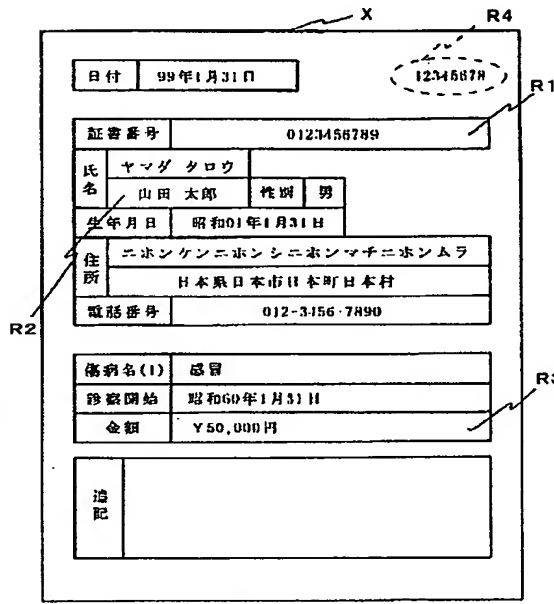 X
R4
日付 99年1月31日
12345678
R1
証書番号 0123456789
氏名 ヤマダ タロウ
山田 太郎 性別 男
生年月日 昭和01年1月31日
住所 ニホンケンニホンシニホンマチニホンムラ
日本県日本市日本町日本村
電話番号 012-3456-7890
R2
傷病名(1) 感冒
R3
診察開始 昭和60年1月31日
金額 ¥50,000円
追記